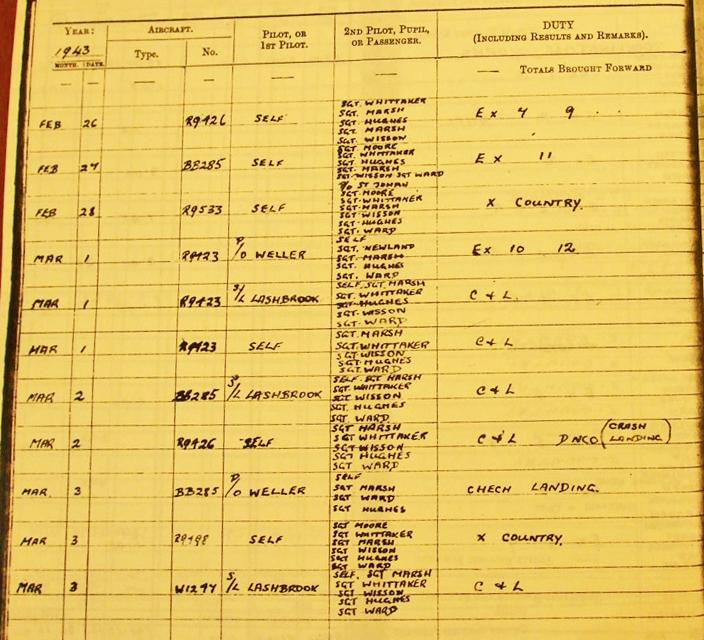 YEAR: AIRCRAFT. PILOT, OR 1ST PILOT. 2ND PILOT, PUPIL, OR PASSENGER. DUTY (INCLUDING RESULTS AND REMARKS).
1943 Type. No.
MONTH. DATE.
— — — — — — — TOTALS BROUGHT FORWARD
SGT. WHITTAKER
SGT. MARSH
FEB 26 R9426 SELF SGT. HUGHES Ex 4 9
SGT. MARSH
SGT. WISSON
SGT. MOORE
SGT. WHITTAKER
FEB 27 BB285 SELF SGT. HUGHES Ex 11
SGT. MARSH
SGT. WISSON SGT WARD
P/O ST JOHN
SGT. MOORE
SGT. WHITTAKER
FEB 28 R9533 SELF SGT. MARSH X COUNTRY
SGT. WISSON
SGT. HUGHES
SGT. WARD
SELF
SGT. NEWLAND
MAR 1 R9423 P/O WELLER SGT. MARSH Ex 10 12
SGT. HUGHES
SGT. WARD
SELF, SGT. MARSH
MAR 1 R9423 S/L LASHBROOK SGT. WHITTAKER C & L.
SGT. HUGHES
SGT. WISSON
SGT. WARD
SGT. MARSH
MAR 1 R9423 SELF SGT. WHITTAKER C & L
SGT. WISSON
SGT. HUGHES
SGT. WARD
SELF. SGT MARSH
SGT. WHITTAKER
MAR 2 BB285 S/L LASHBROOK SGT WISSON C & L
SGT. HUGHES
SGT. WARD
SGT MARSH
MAR 2 R9426 SELF SGT WHITTAKER C & L DNCO (CRASH LANDING)
SGT WISSON
SGT HUGHES
SGT WARD
SELF
MAR. 3 BB285 P/O WELLER SGT MARSH CHECH LANDING.
SGT WARD
SGT HUGHES
SGT MOORE
SGT WHITTAKER
MAR 3 SELF SGT MARSH X COUNTRY.
SGT WISSON
SGT HUGHES
SGT WARD
SELF, SGT MARSH
MAR 3 W1277 S/L LASHBROOK SGT WHITTAKER C & L
SGT WISSON
SGT HUGHES
SGT WARD